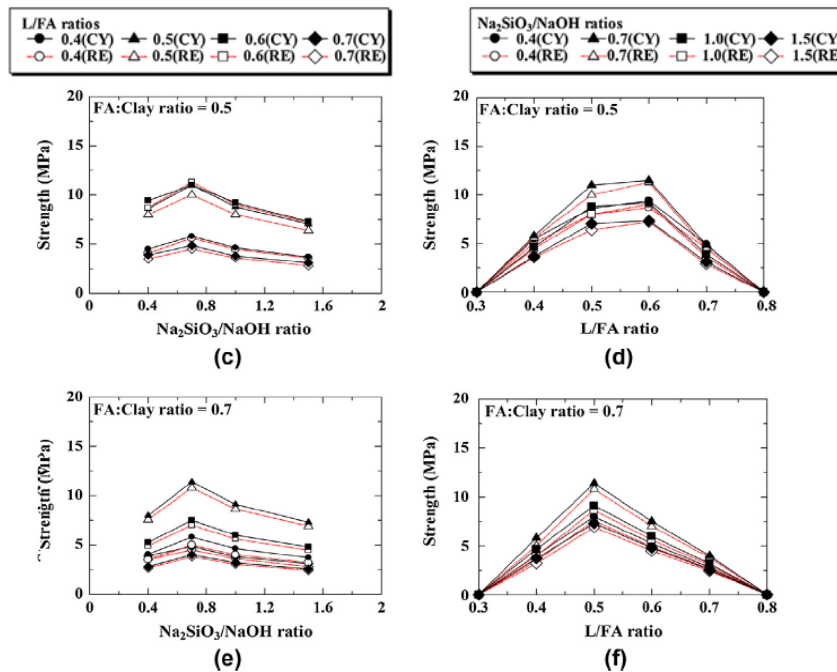 L/FA ratios
0.4(CY) 0.5(CY) 0.6(CY) 0.7(CY)
0.4(RE) 0.5(RE) 0.6(RE) 0.7(RE)
Na₂SiO₃/NaOH ratios
0.4(CY) 0.7(CY) 1.0(CY) 1.5(CY)
0.4(RE) 0.7(RE) 1.0(RE) 1.5(RE)
FA:Clay ratio = 0.5
Strength (MPa)
20
15
10
5
0
0 0.4 0.8 1.2 1.6 2
Na₂SiO₃/NaOH ratio
(c)
FA:Clay ratio = 0.5
Strength (MPa)
20
15
10
5
0
0.3 0.4 0.5 0.6 0.7 0.8
L/FA ratio
(d)
FA:Clay ratio = 0.7
Strength (MPa)
20
15
10
5
0
0 0.4 0.8 1.2 1.6 2
Na₂SiO₃/NaOH ratio
(e)
FA:Clay ratio = 0.7
Strength (MPa)
20
15
10
5
0
0.3 0.4 0.5 0.6 0.7 0.8
L/FA ratio
(f)